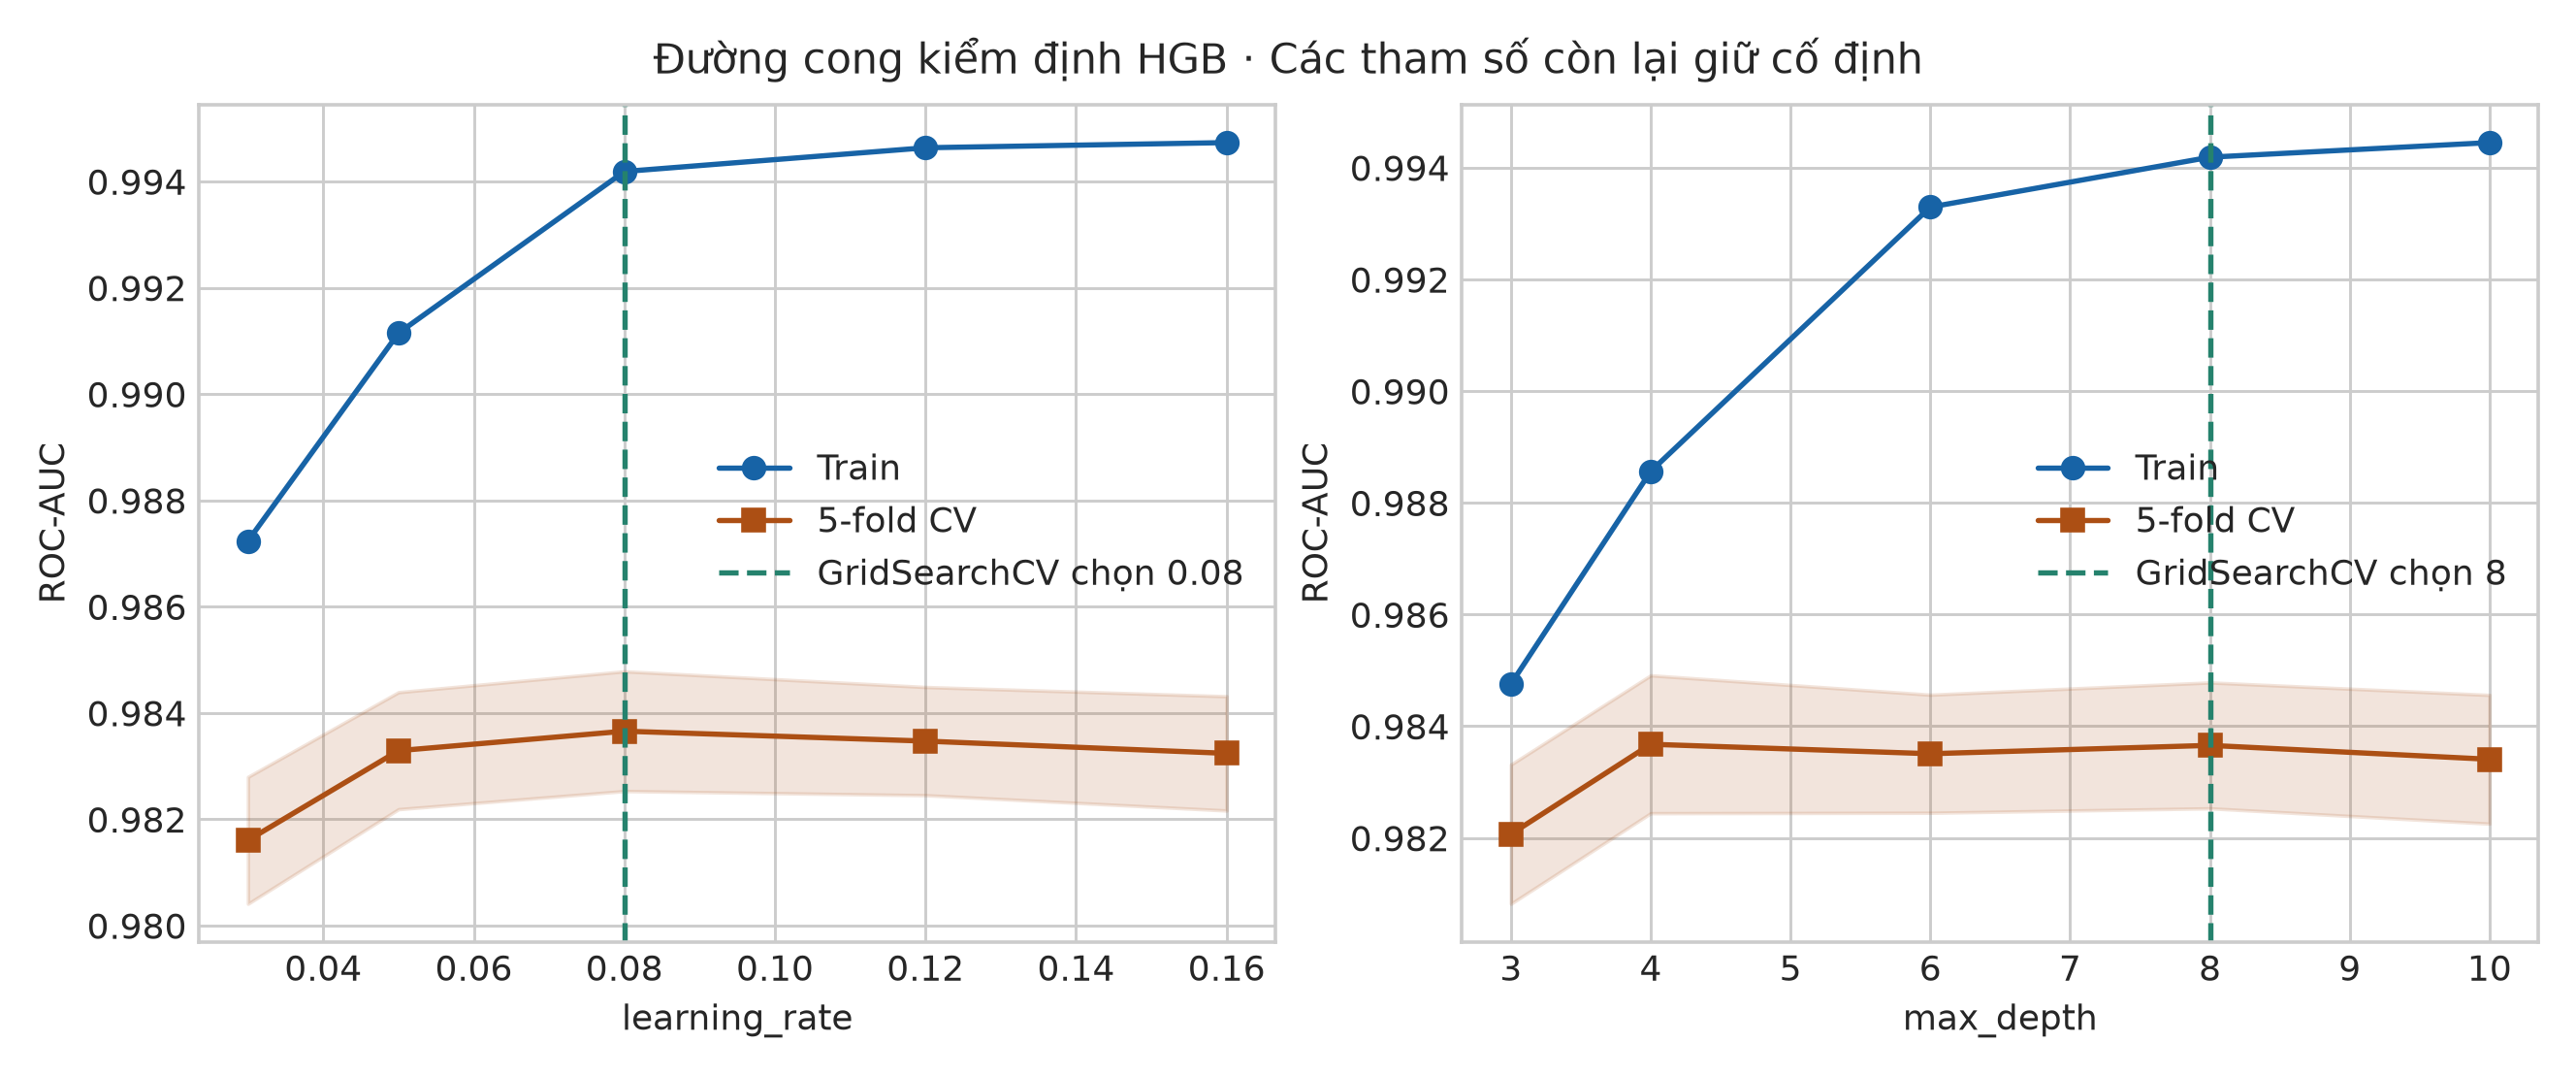 Đường cong kiểm định HGB · Các tham số còn lại giữ cố định
ROC-AUC
0.994
0.992
0.990
0.988
0.986
0.984
0.982
0.980
Train
5-fold CV
GridSearchCV chọn 0.08
0.04 0.06 0.08 0.10 0.12 0.14 0.16
learning_rate
ROC-AUC
0.994
0.992
0.990
0.988
0.986
0.984
0.982
Train
5-fold CV
GridSearchCV chọn 8
3 4 5 6 7 8 9 10
max_depth